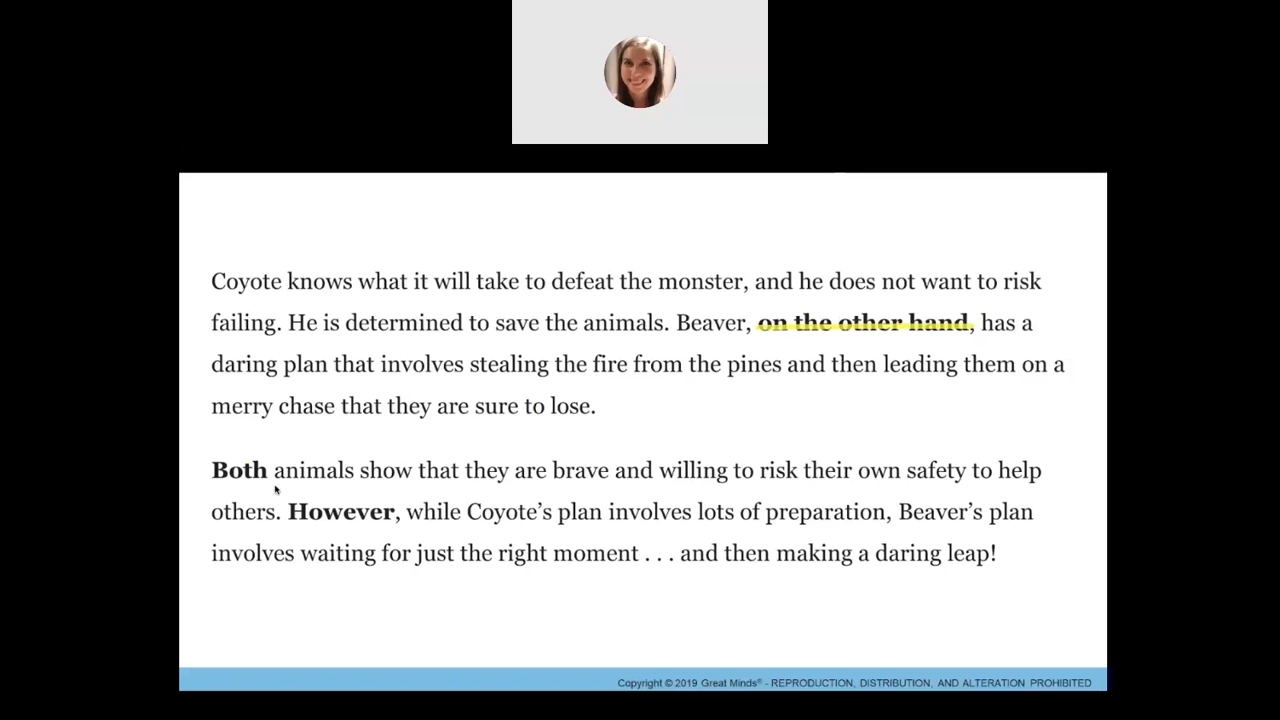 Coyote knows what it will take to defeat the monster, and he does not want to risk
failing. He is determined to save the animals. Beaver, on the other hand, has a
daring plan that involves stealing the fire from the pines and then leading them on a
merry chase that they are sure to lose.
Both animals show that they are brave and willing to risk their own safety to help
others. However, while Coyote’s plan involves lots of preparation, Beaver’s plan
involves waiting for just the right moment . . . and then making a daring leap!
Copyright © 2019 Great Minds® - REPRODUCTION, DISTRIBUTION, AND ALTERATION PROHIBITED